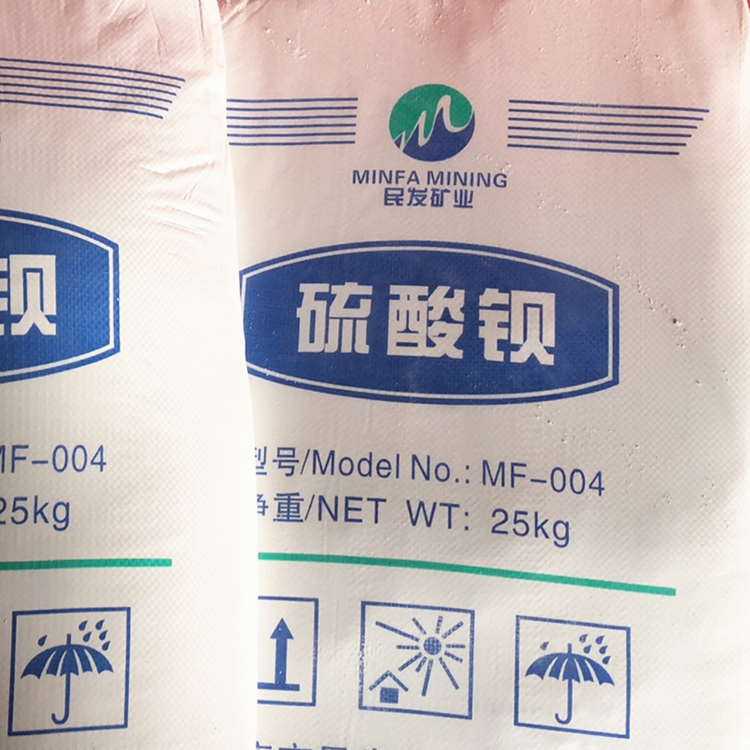 MINFA MINING
民发矿业
硫酸钡
型号/Model No.: MF-004
净重/NET WT: 25kg
钡
MF-004
25kg